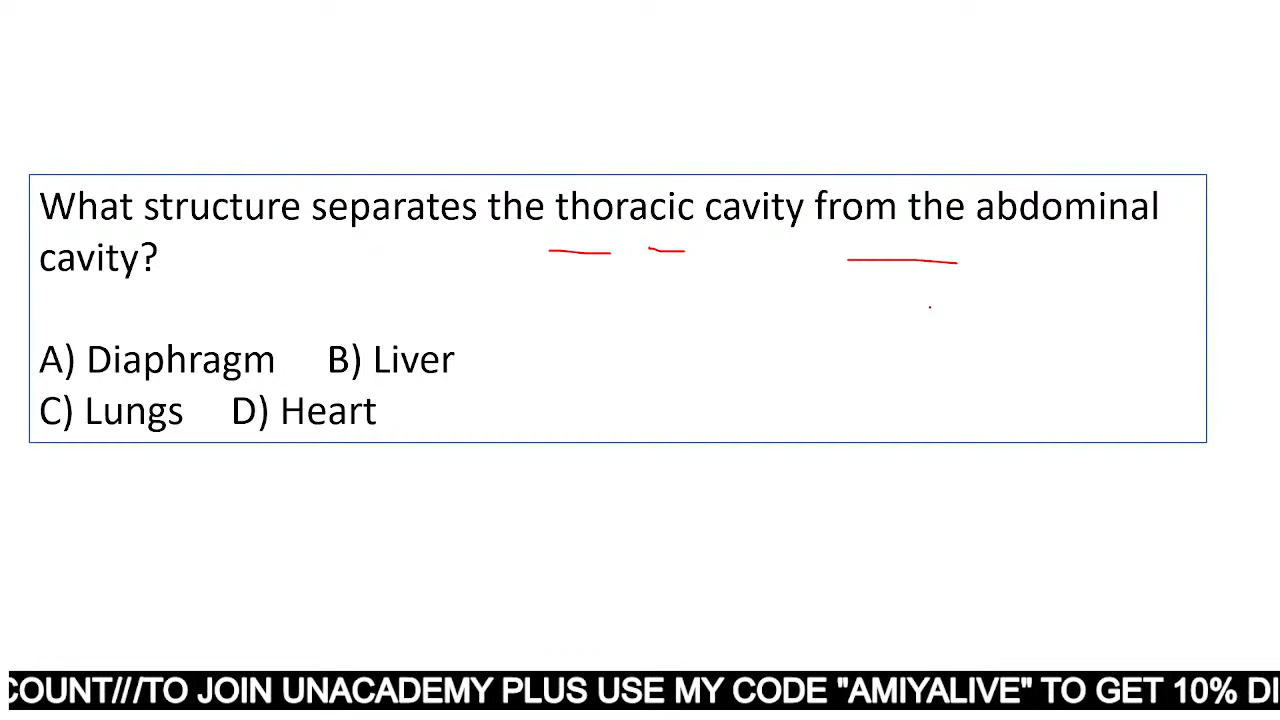 What structure separates the thoracic cavity from the abdominal
cavity?
A) Diaphragm B) Liver
C) Lungs D) Heart
COUNT///TO JOIN UNACADEMY PLUS USE MY CODE "AMIYALIVE" TO GET 10% DI